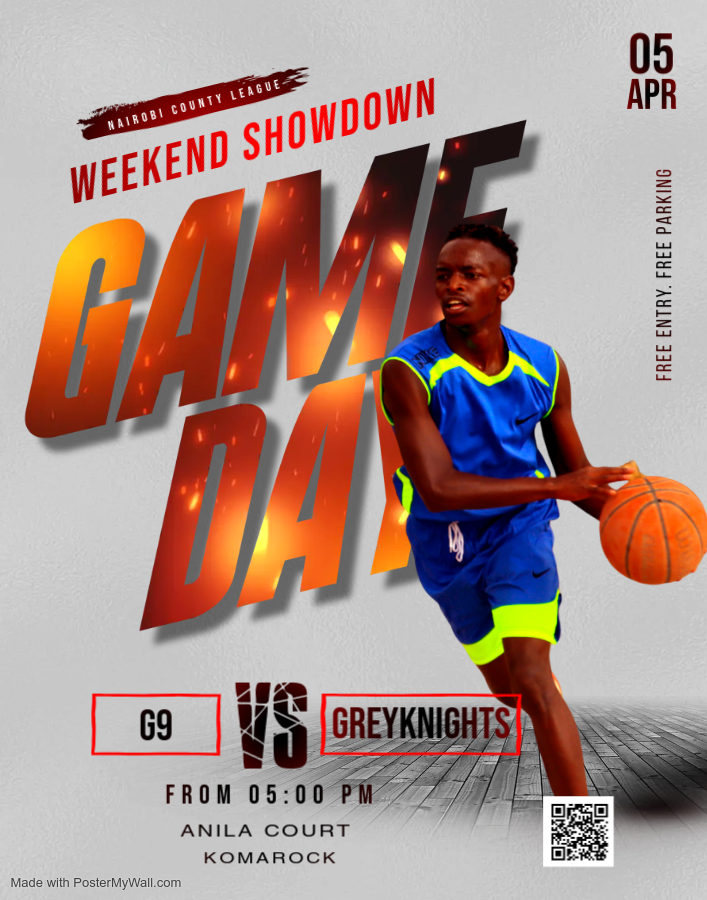 05
APR
NAIROBI COUNTY LEAGUE
WEEKEND SHOWDOWN
GAME
DAY
FREE ENTRY. FREE PARKING
G9
VS
GREYKNIGHTS
FROM 05:00 PM
ANILA COURT
KOMAROCK
Made with PosterMyWall.com